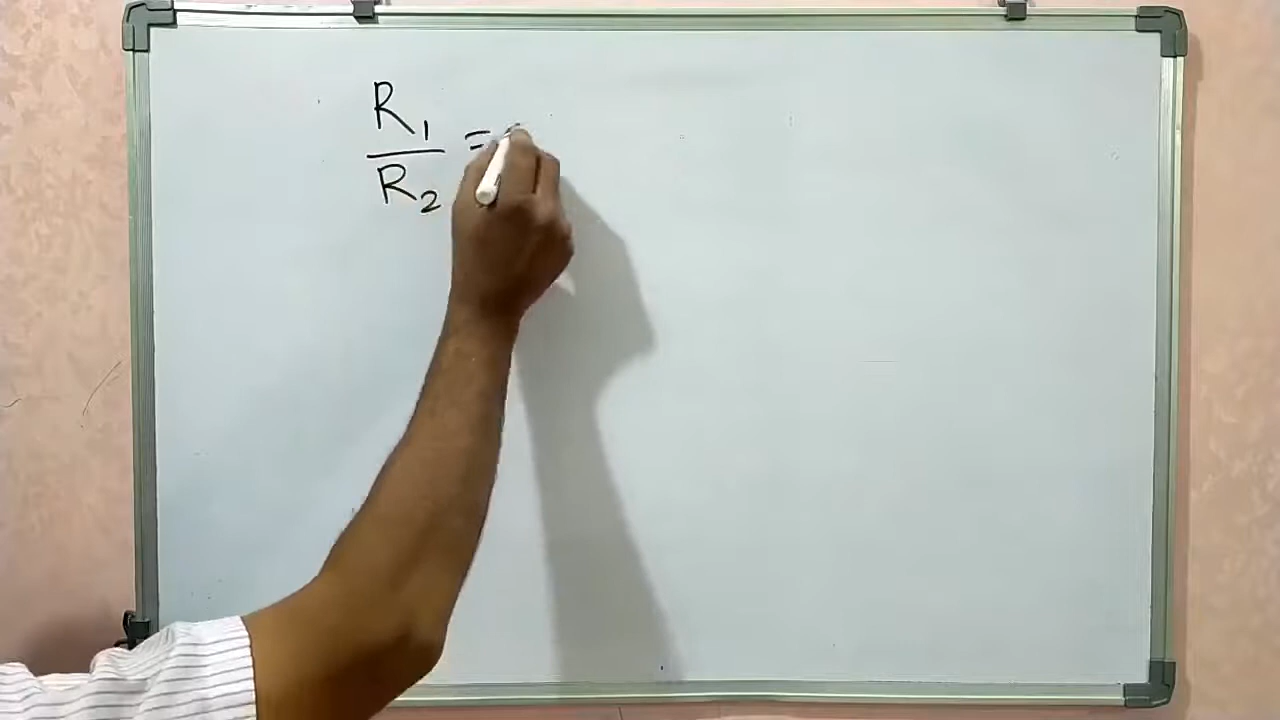 R₁
R₂ =